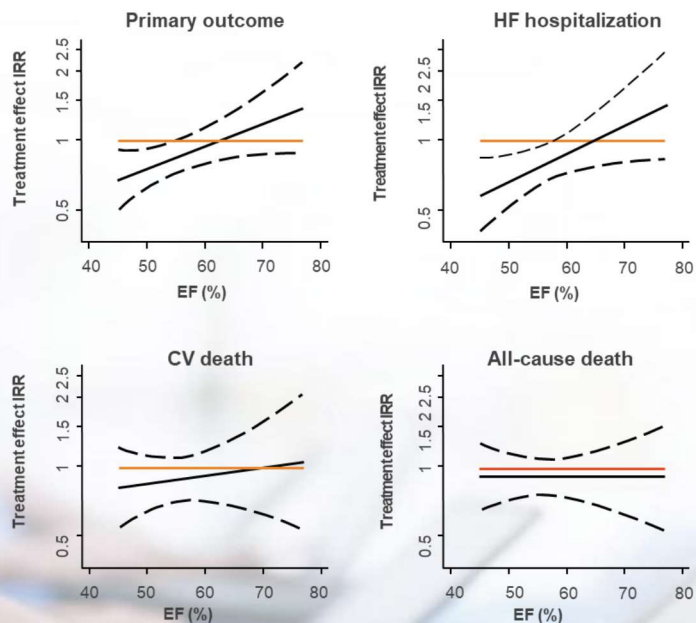 Primary outcome
Treatment effect IRR
2.5
2
1.5
1
0.5
40 50 60 70 80
EF (%)
HF hospitalization
Treatment effect IRR
2 2.5
1.5
1
0.5
40 50 60 70 80
EF (%)
CV death
Treatment effect IRR
2 2.5
1.5
1
0.5
40 50 60 70 80
EF (%)
All-cause death
Treatment effect IRR
2 2.5
1.5
1
0.5
40 50 60 70 80
EF (%)